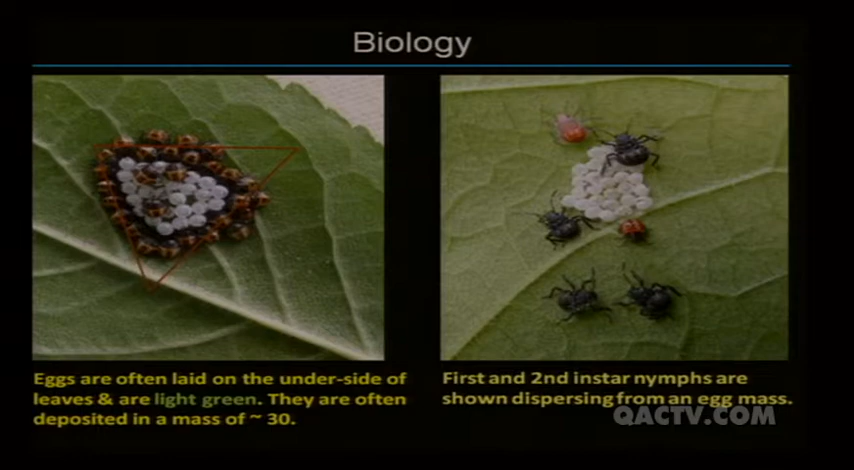 Biology
Eggs are often laid on the under-side of
leaves & are light green. They are often
deposited in a mass of ~ 30.
First and 2nd instar nymphs are
shown dispersing from an egg mass.
QACTV.COM